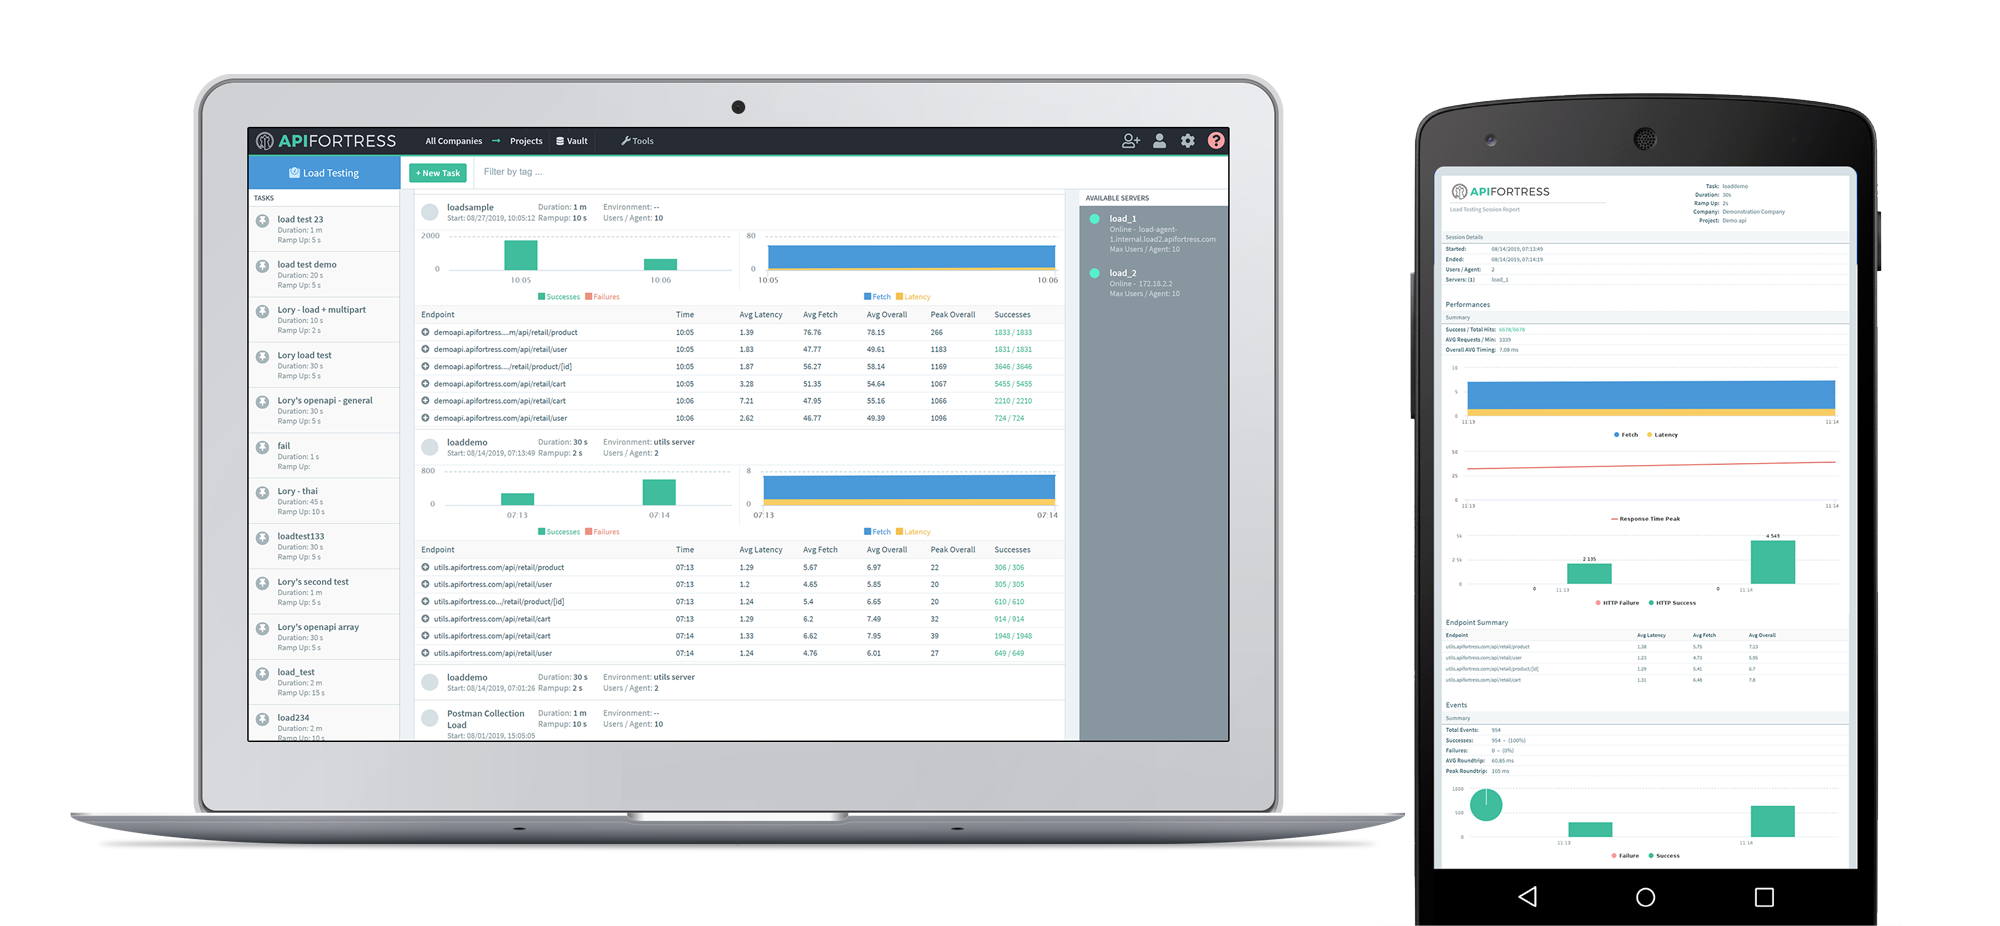 APIFORTRESS All Companies → Projects Vault Tools ?
Load Testing + New Task Filter by tag ...
TASKS
load test 23
Duration: 1 m
Ramp Up: 5 s
load test demo
Duration: 20 s
Ramp Up: 5 s
Lory - load + multipart
Duration: 10 s
Ramp Up: 2 s
Lory load test
Duration: 30 s
Ramp Up: 5 s
Lory's openapi - general
Duration: 30 s
Ramp Up: 5 s
fail
Duration: 1 s
Ramp Up:
Lory - thai
Duration: 45 s
Ramp Up: 10 s
loadtest133
Duration: 30 s
Ramp Up: 5 s
Lory's second test
Duration: 1 m
Ramp Up: 5 s
Lory's openapi array
Duration: 30 s
Ramp Up: 5 s
load_test
Duration: 2 m
Ramp Up: 15 s
load234
Duration: 2 m
Ramp Up: 10 s
loadsample Duration: 1 m Environment: --
Start: 08/27/2019, 10:05:12 Rampup: 10 s Users / Agent: 10
2000 80
0 0
10:05 10:06 10:05 10:06
Successes Failures Fetch Latency
Endpoint Time Avg Latency Avg Fetch Avg Overall Peak Overall Successes
demoapi.apifortress....m/api/retail/product 10:05 1.39 76.76 78.15 266 1833 / 1833
demoapi.apifortress.com/api/retail/user 10:05 1.83 47.77 49.61 1183 1831 / 1831
demoapi.apifortress..../retail/product/[id] 10:05 1.87 56.27 58.14 1169 3646 / 3646
demoapi.apifortress.com/api/retail/cart 10:05 3.28 51.35 54.64 1067 5455 / 5455
demoapi.apifortress.com/api/retail/cart 10:06 7.21 47.95 55.16 1066 2210 / 2210
demoapi.apifortress.com/api/retail/user 10:06 2.62 46.77 49.39 1096 724 / 724
loaddemo Duration: 30 s Environment: utils server
Start: 08/14/2019, 07:13:49 Rampup: 2 s Users / Agent: 2
800 8
0 0
07:13 07:14 07:13 07:14
Successes Failures Fetch Latency
Endpoint Time Avg Latency Avg Fetch Avg Overall Peak Overall Successes
utils.apifortress.com/api/retail/product 07:13 1.29 5.67 6.97 22 306 / 306
utils.apifortress.com/api/retail/user 07:13 1.2 4.65 5.85 20 305 / 305
utils.apifortress.co.../retail/product/[id] 07:13 1.24 5.4 6.65 20 610 / 610
utils.apifortress.com/api/retail/cart 07:13 1.29 6.2 7.49 32 914 / 914
utils.apifortress.com/api/retail/cart 07:14 1.33 6.62 7.95 39 1948 / 1948
utils.apifortress.com/api/retail/user 07:14 1.24 4.76 6.01 27 649 / 649
loaddemo Duration: 30 s Environment: utils server
Start: 08/14/2019, 07:01:26 Rampup: 2 s Users / Agent: 2
Postman Collection Load Duration: 1 m Environment: --
Start: 08/01/2019, 15:05:05 Rampup: 10 s Users / Agent: 10
AVAILABLE SERVERS
load_1
Online - load-agent-
1.internal.load2.apifortress.com
Max Users / Agent: 10
load_2
Online - 172.18.2.2
Max Users / Agent: 10
APIFORTRESS
Load Testing Session Report
Task: loaddemo
Duration: 30s
Ramp Up: 2s
Company: Demonstration Company
Project: Demo api
Session Details
Started: 08/14/2019, 07:13:49
Ended: 08/14/2019, 07:14:19
Users / Agent: 2
Servers: (1) load_1
Performances
Summary
Success / Total Hits: 6678/6678
AVG Requests / Min: 3339
Overall AVG Timing: 7.08 ms
10
5
0
11:13 11:14
Fetch Latency
50
25
0
11:13 11:14
Response Time Peak
5k 4 543
2.5k 2 135
0 0 0
11:13 11:14
HTTP Failure HTTP Success
Endpoint Summary
Endpoint Avg Latency Avg Fetch Avg Overall
utils.apifortress.com/api/retail/product 1.38 5.75 7.13
utils.apifortress.com/api/retail/user 1.23 4.73 5.95
utils.apifortress.com/api/retail/product/[id] 1.29 5.41 6.7
utils.apifortress.com/api/retail/cart 1.31 6.48 7.8
Events
Summary
Total Events: 954
Successes: 954 - (100%)
Failures: 0 - (0%)
AVG Roundtrip: 60.85 ms
Peak Roundtrip: 105 ms
1000
500
0
11:13 11:14
Failure Success